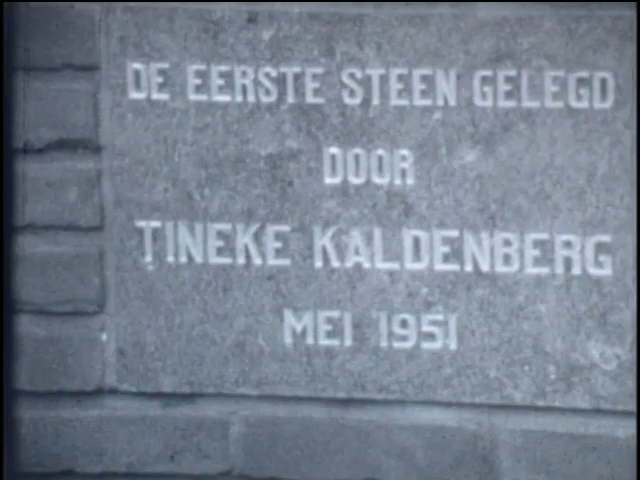 DE EERSTE STEEN GELEGD
DOOR
TINEKE KALDENBERG
MEI 1951